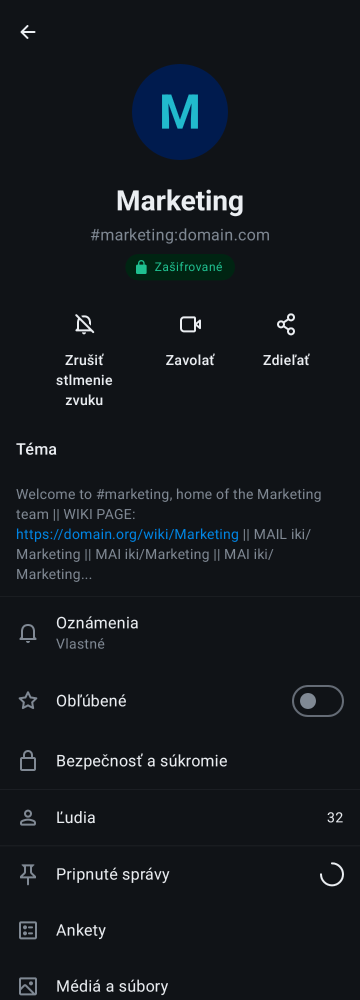 M
Marketing
#marketing:domain.com
Zašifrované
Zrušiť
stlmenie
zvuku
Zavolať
Zdieľať
Téma
Welcome to #marketing, home of the Marketing
team || WIKI PAGE:
https://domain.org/wiki/Marketing || MAIL iki/
Marketing || MAI iki/Marketing || MAI iki/
Marketing...
Oznámenia
Vlastné
Obľúbené
Bezpečnosť a súkromie
Ľudia
32
Pripnuté správy
Ankety
Médiá a súbory